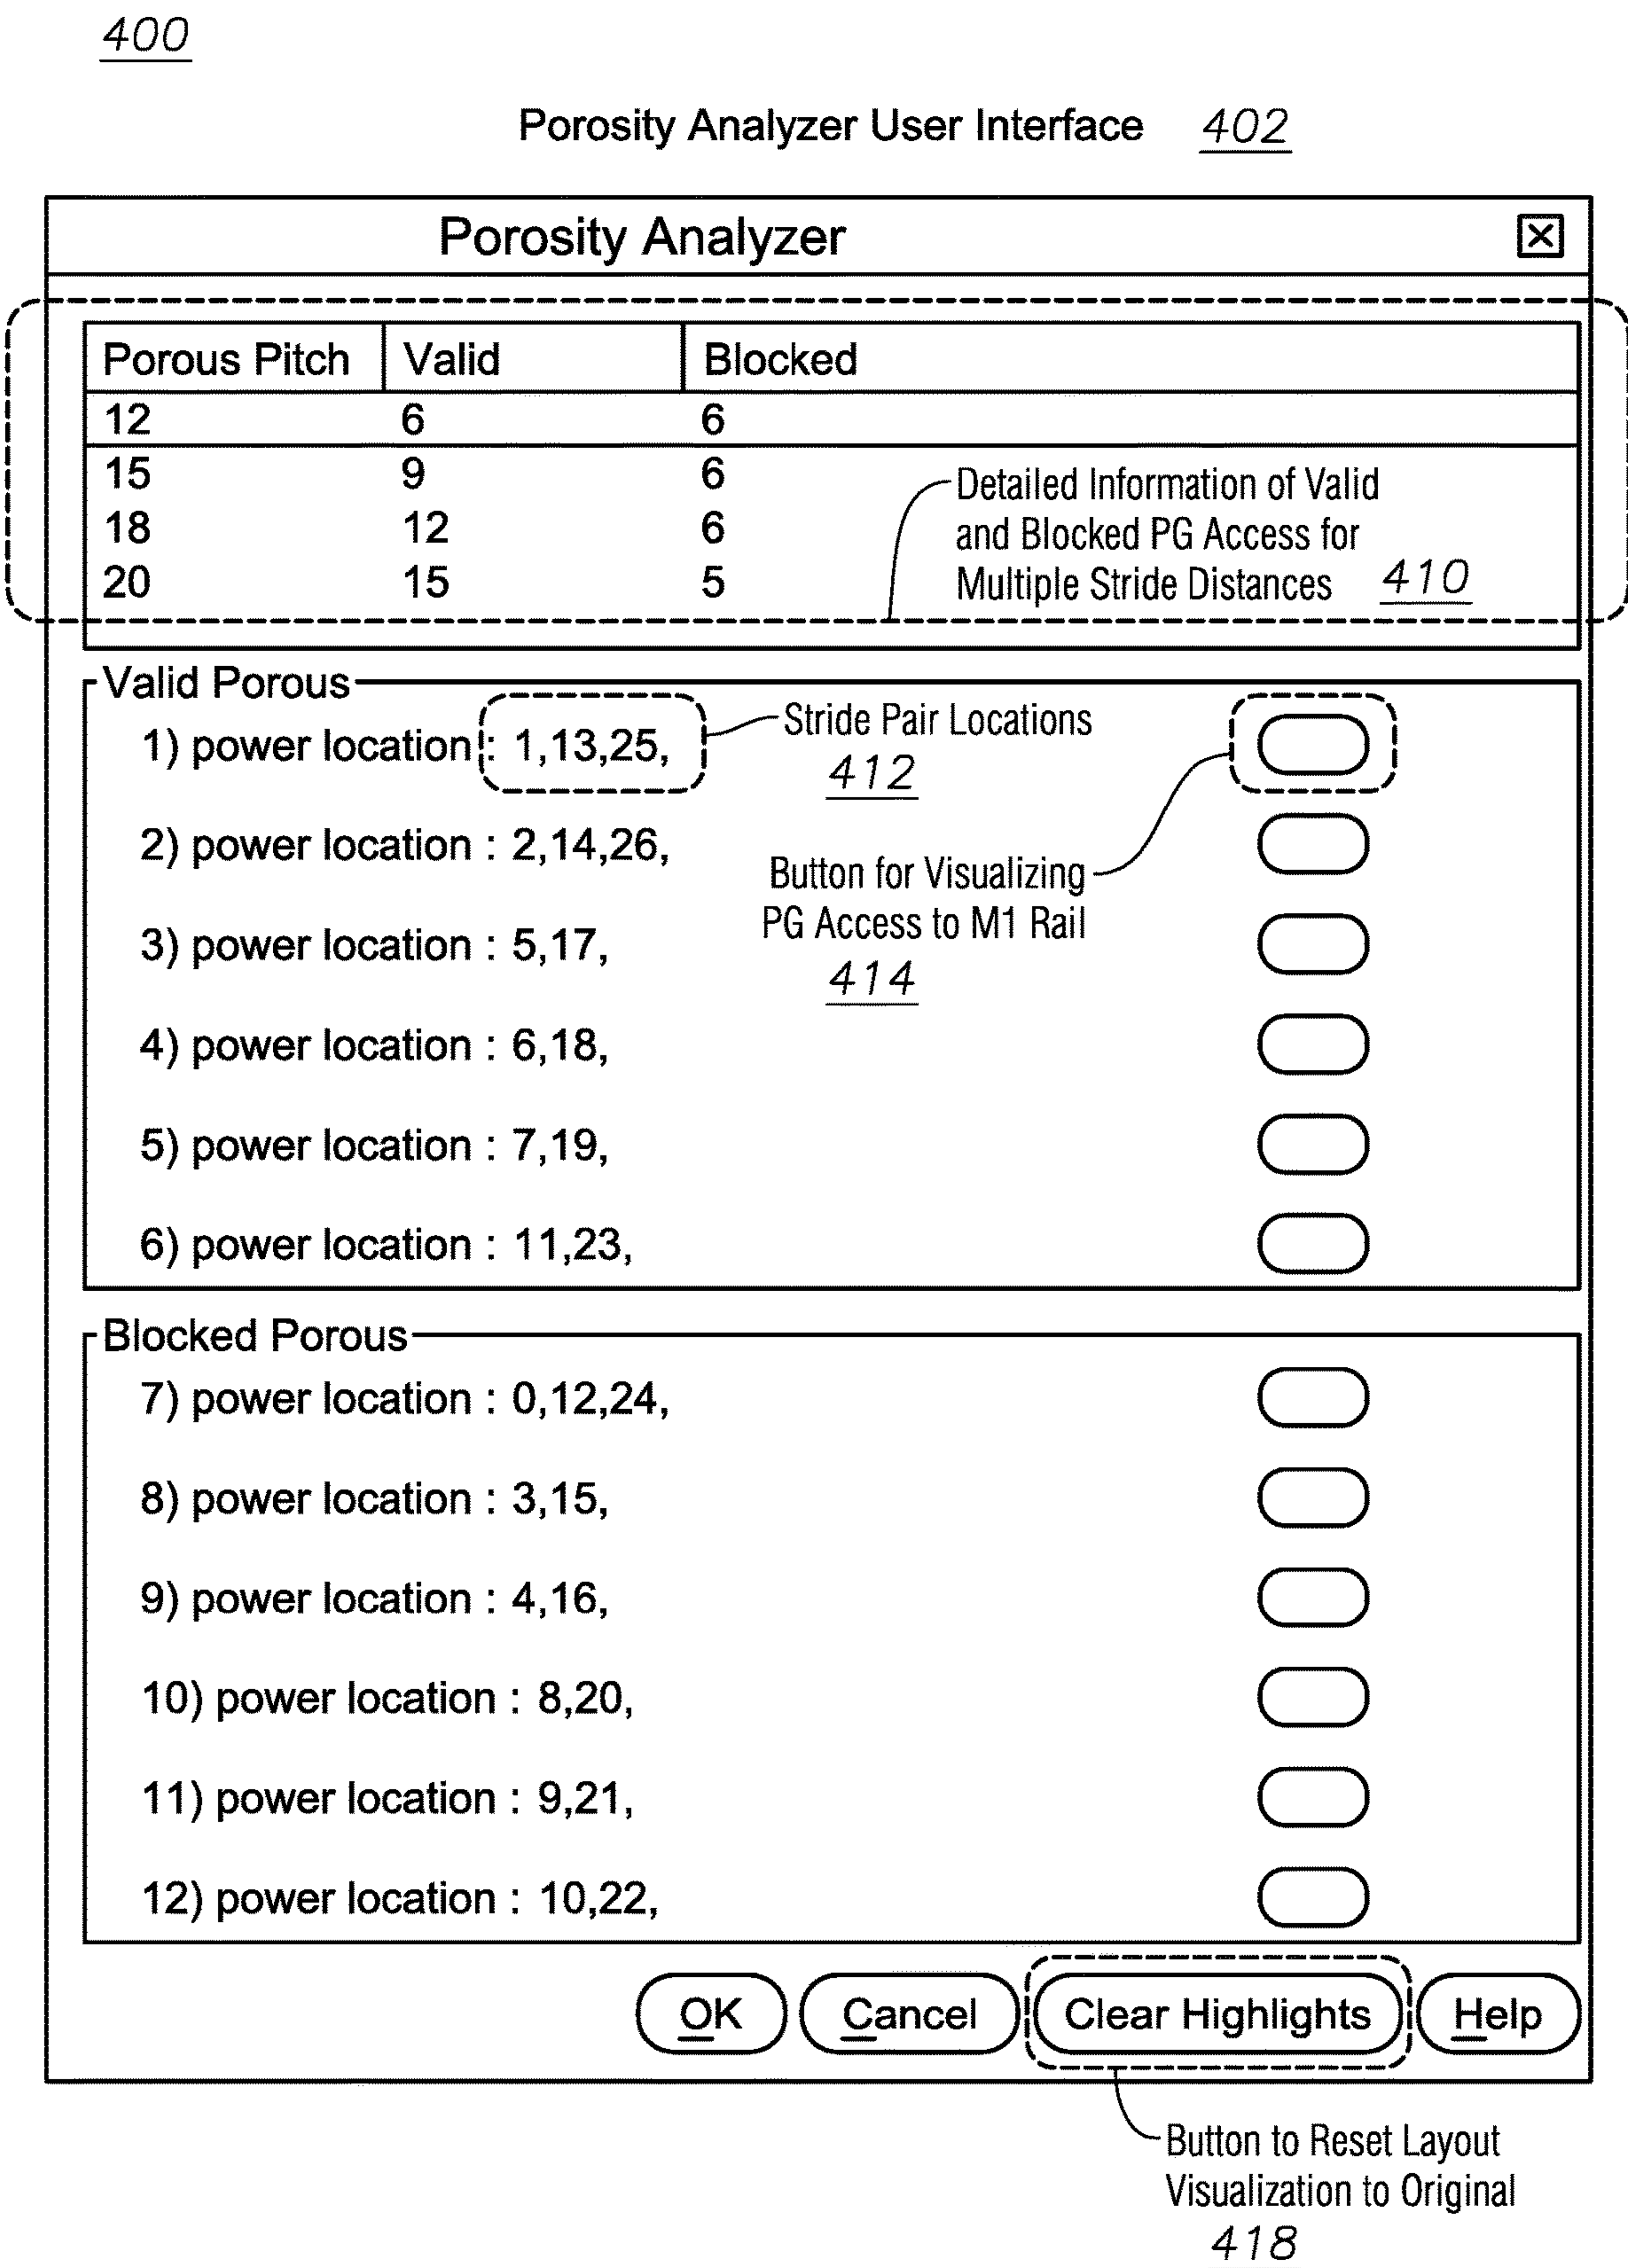 400
Porosity Analyzer User Interface 402
Porosity Analyzer
Porous Pitch Valid Blocked
12 6 6
15 9 6
18 12 6
20 15 5
Detailed Information of Valid
and Blocked PG Access for
Multiple Stride Distances 410
Valid Porous
1) power location : 1,13,25,
Stride Pair Locations
412
2) power location : 2,14,26,
Button for Visualizing
PG Access to M1 Rail
414
3) power location : 5,17,
4) power location : 6,18,
5) power location : 7,19,
6) power location : 11,23,
Blocked Porous
7) power location : 0,12,24,
8) power location : 3,15,
9) power location : 4,16,
10) power location : 8,20,
11) power location : 9,21,
12) power location : 10,22,
OK Cancel Clear Highlights Help
Button to Reset Layout
Visualization to Original
418